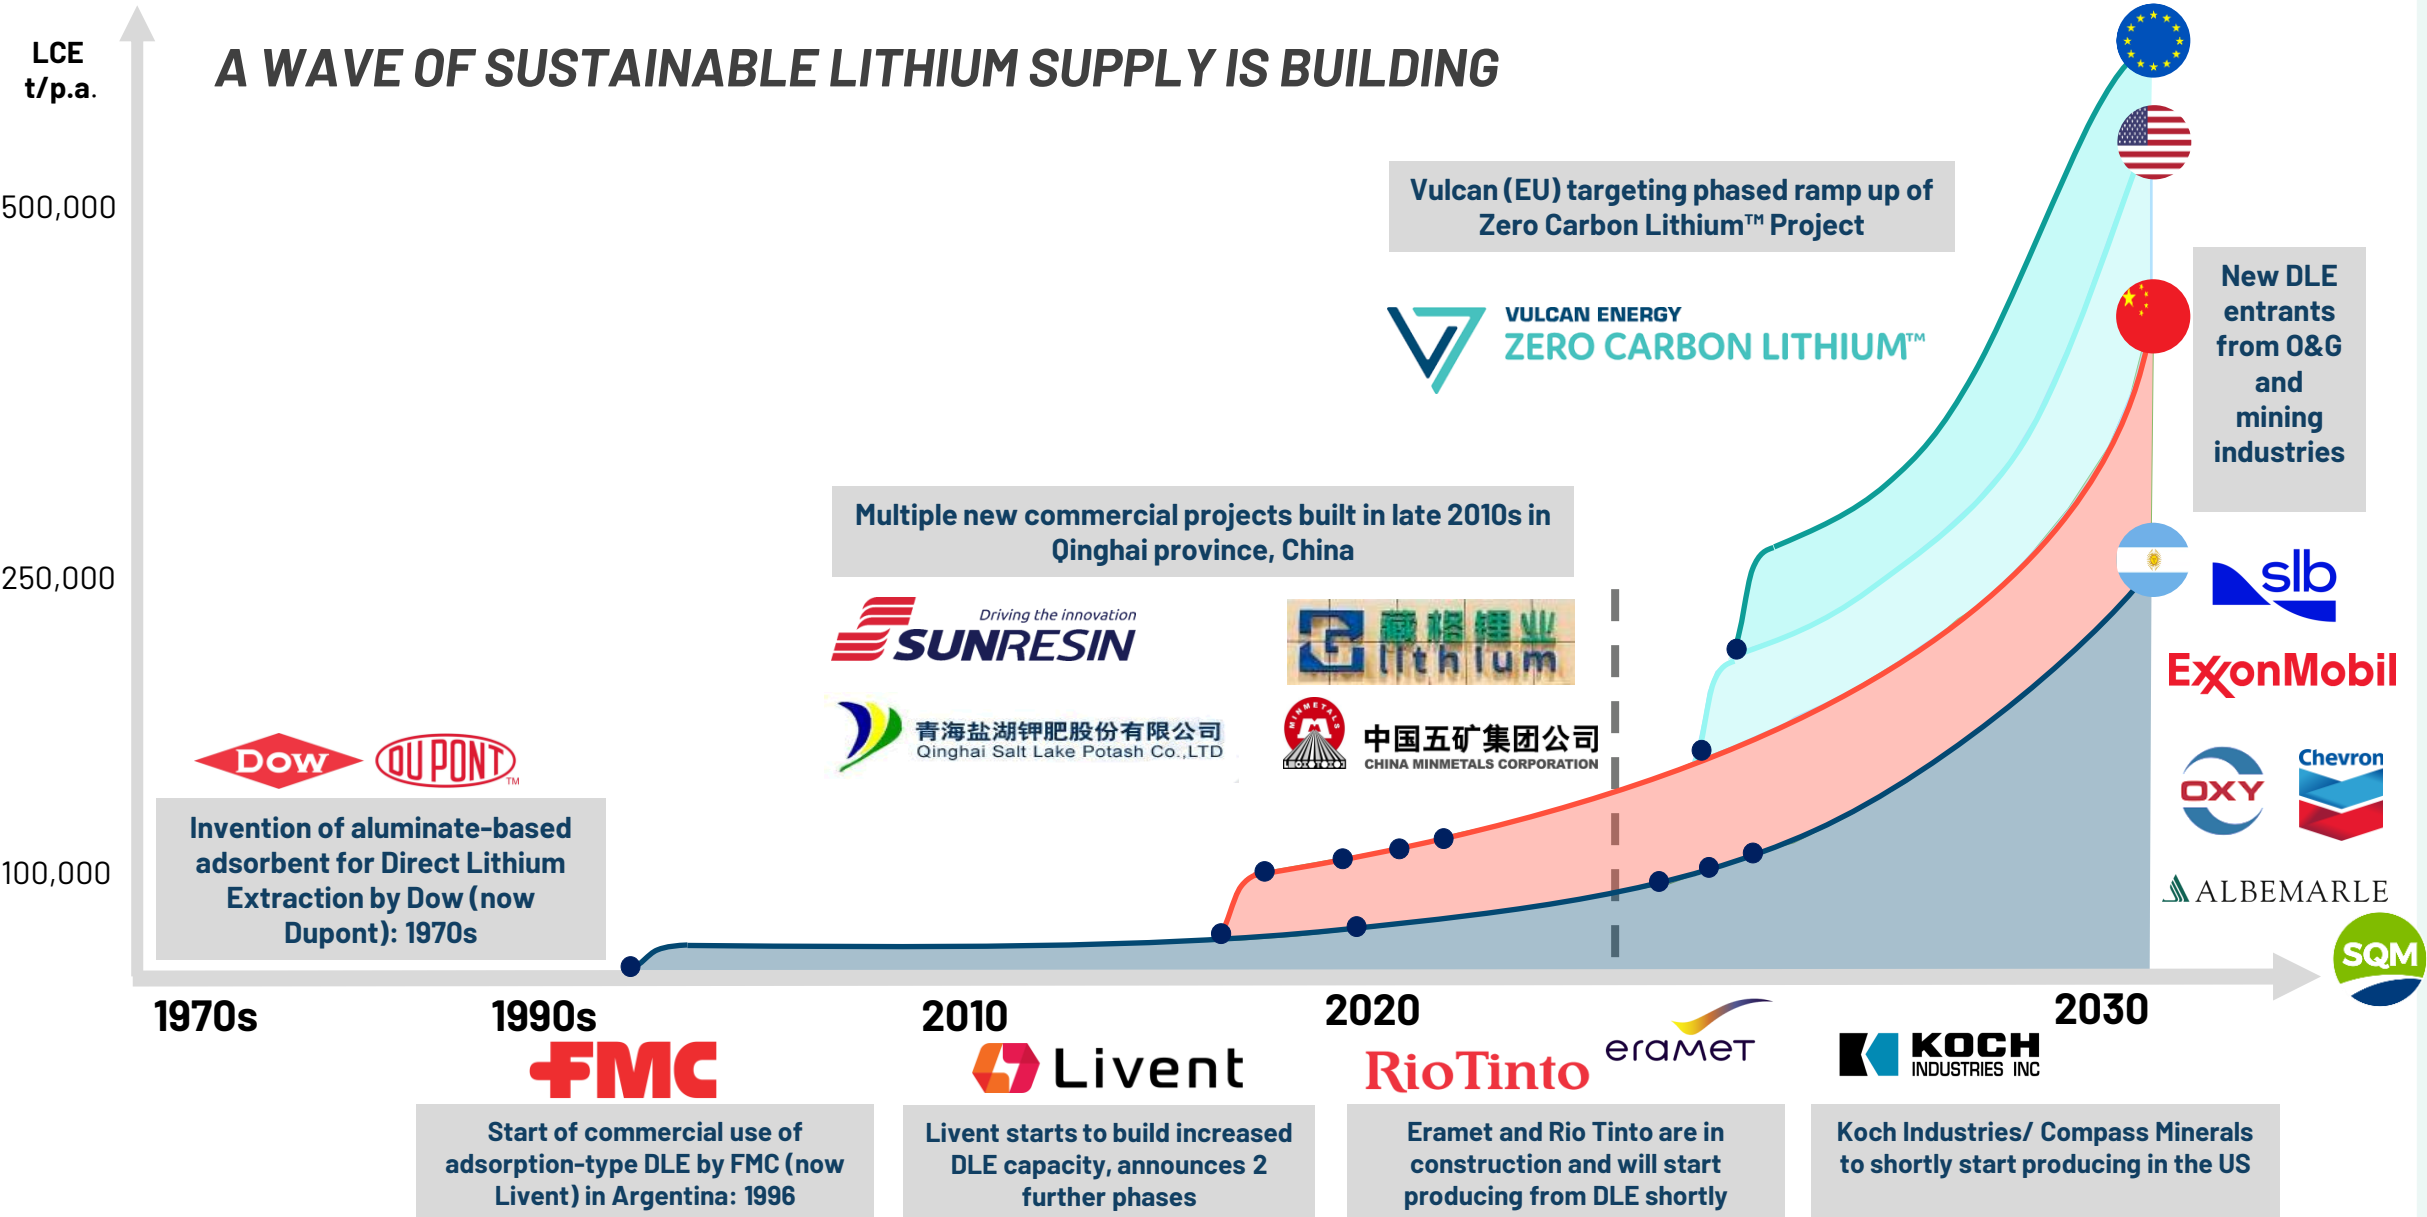 LCE
t/p.a.
A WAVE OF SUSTAINABLE LITHIUM SUPPLY IS BUILDING
500,000
250,000
100,000
Vulcan (EU) targeting phased ramp up of
Zero Carbon Lithium™ Project
VULCAN ENERGY
ZERO CARBON LITHIUM™
New DLE
entrants
from O&G
and
mining
industries
Multiple new commercial projects built in late 2010s in
Qinghai province, China
Driving the innovation
SUNRESIN
藏格锂业
lithium
青海盐湖钾肥股份有限公司
Qinghai Salt Lake Potash Co.,LTD
MINMETALS
中国五矿集团公司
CHINA MINMETALS CORPORATION
slb
ExxonMobil
OXY
Chevron
ALBEMARLE
SQM
DOW
DUPONT™
Invention of aluminate-based
adsorbent for Direct Lithium
Extraction by Dow (now
Dupont): 1970s
1970s
1990s
2010
2020
2030
FMC
Start of commercial use of
adsorption-type DLE by FMC (now
Livent) in Argentina: 1996
Livent
Livent starts to build increased
DLE capacity, announces 2
further phases
RioTinto
eramet
Eramet and Rio Tinto are in
construction and will start
producing from DLE shortly
KOCH
INDUSTRIES INC
Koch Industries/ Compass Minerals
to shortly start producing in the US